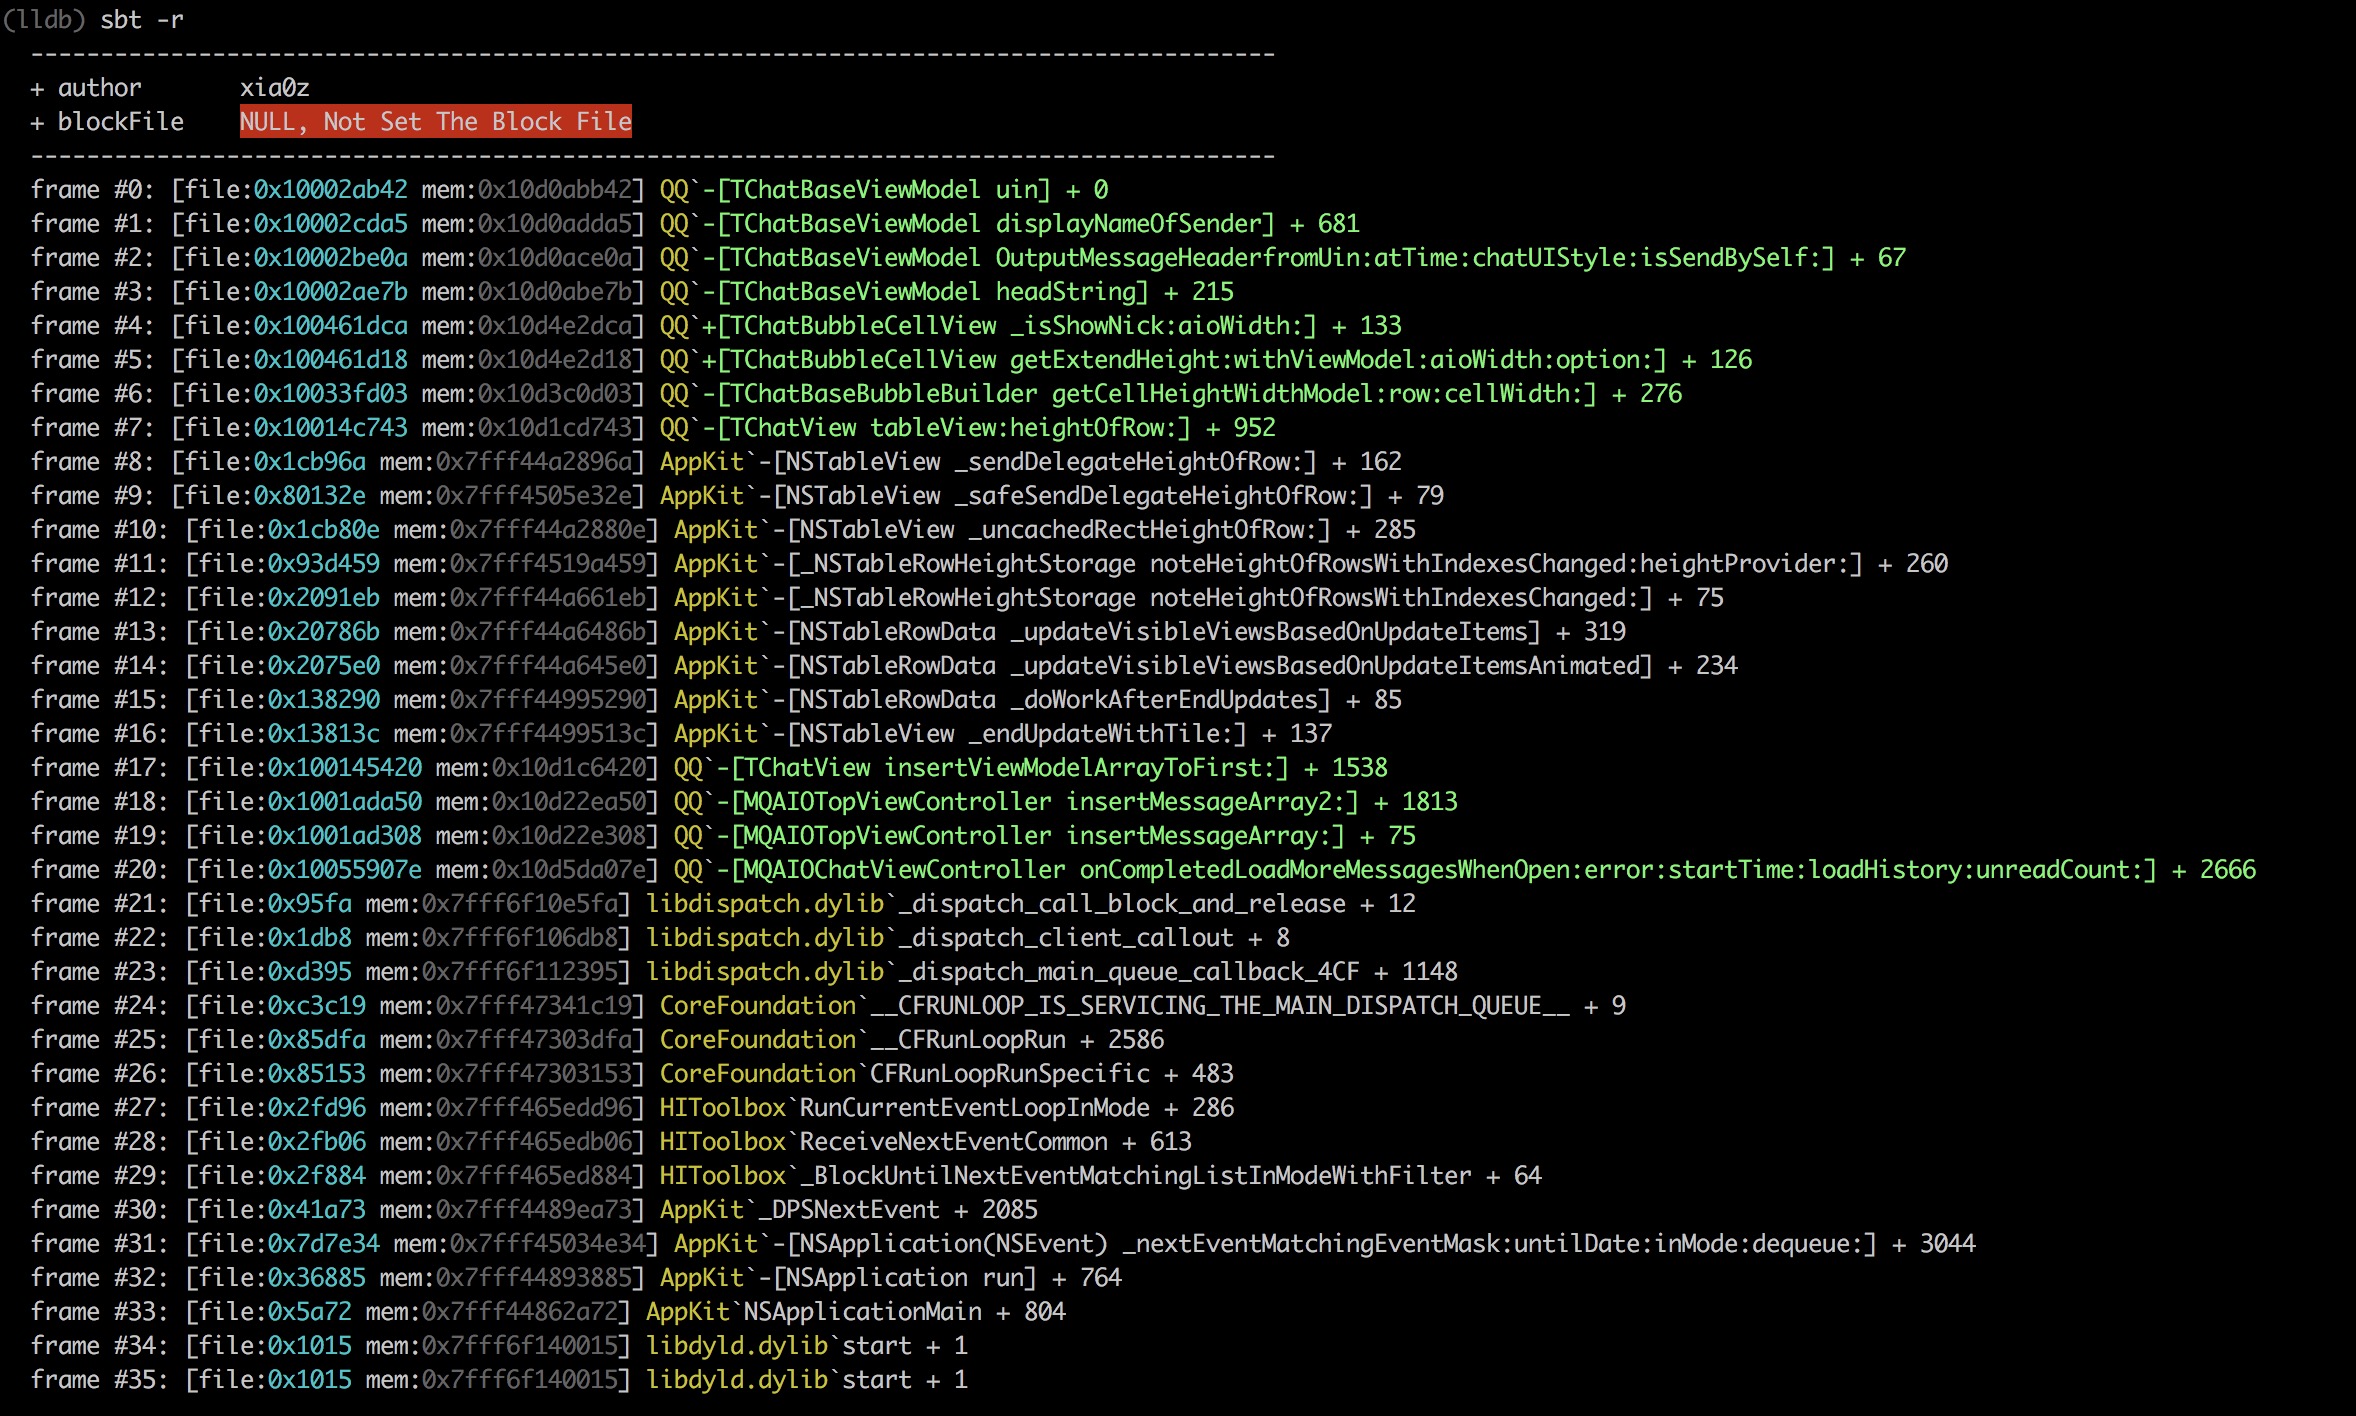 (lldb) sbt -r
-----------------------------------------------------------------------------------------
+ author       xia0z
+ blockFile    NULL, Not Set The Block File
-----------------------------------------------------------------------------------------
frame #0: [file:0x10002ab42 mem:0x10d0abb42] QQ`-[TChatBaseViewModel uin] + 0
frame #1: [file:0x10002cda5 mem:0x10d0adda5] QQ`-[TChatBaseViewModel displayNameOfSender] + 681
frame #2: [file:0x10002be0a mem:0x10d0ace0a] QQ`-[TChatBaseViewModel OutputMessageHeaderfromUin:atTime:chatUIStyle:isSendBySelf:] + 67
frame #3: [file:0x10002ae7b mem:0x10d0abe7b] QQ`-[TChatBaseViewModel headString] + 215
frame #4: [file:0x100461dca mem:0x10d4e2dca] QQ`+[TChatBubbleCellView _isShowNick:aioWidth:] + 133
frame #5: [file:0x100461d18 mem:0x10d4e2d18] QQ`+[TChatBubbleCellView getExtendHeight:withViewModel:aioWidth:option:] + 126
frame #6: [file:0x10033fd03 mem:0x10d3c0d03] QQ`-[TChatBaseBubbleBuilder getCellHeightWidthModel:row:cellWidth:] + 276
frame #7: [file:0x10014c743 mem:0x10d1cd743] QQ`-[TChatView tableView:heightOfRow:] + 952
frame #8: [file:0x1cb96a mem:0x7fff44a2896a] AppKit`-[NSTableView _sendDelegateHeightOfRow:] + 162
frame #9: [file:0x80132e mem:0x7fff4505e32e] AppKit`-[NSTableView _safeSendDelegateHeightOfRow:] + 79
frame #10: [file:0x1cb80e mem:0x7fff44a2880e] AppKit`-[NSTableView _uncachedRectHeightOfRow:] + 285
frame #11: [file:0x93d459 mem:0x7fff4519a459] AppKit`-[_NSTableRowHeightStorage noteHeightOfRowsWithIndexesChanged:heightProvider:] + 260
frame #12: [file:0x2091eb mem:0x7fff44a661eb] AppKit`-[_NSTableRowHeightStorage noteHeightOfRowsWithIndexesChanged:] + 75
frame #13: [file:0x20786b mem:0x7fff44a6486b] AppKit`-[NSTableRowData _updateVisibleViewsBasedOnUpdateItems] + 319
frame #14: [file:0x2075e0 mem:0x7fff44a645e0] AppKit`-[NSTableRowData _updateVisibleViewsBasedOnUpdateItemsAnimated] + 234
frame #15: [file:0x138290 mem:0x7fff44995290] AppKit`-[NSTableRowData _doWorkAfterEndUpdates] + 85
frame #16: [file:0x13813c mem:0x7fff4499513c] AppKit`-[NSTableView _endUpdateWithTile:] + 137
frame #17: [file:0x100145420 mem:0x10d1c6420] QQ`-[TChatView insertViewModelArrayToFirst:] + 1538
frame #18: [file:0x1001ada50 mem:0x10d22ea50] QQ`-[MQAIOTopViewController insertMessageArray2:] + 1813
frame #19: [file:0x1001ad308 mem:0x10d22e308] QQ`-[MQAIOTopViewController insertMessageArray:] + 75
frame #20: [file:0x10055907e mem:0x10d5da07e] QQ`-[MQAIOChatViewController onCompletedLoadMoreMessagesWhenOpen:error:startTime:loadHistory:unreadCount:] + 2666
frame #21: [file:0x95fa mem:0x7fff6f10e5fa] libdispatch.dylib`_dispatch_call_block_and_release + 12
frame #22: [file:0x1db8 mem:0x7fff6f106db8] libdispatch.dylib`_dispatch_client_callout + 8
frame #23: [file:0xd395 mem:0x7fff6f112395] libdispatch.dylib`_dispatch_main_queue_callback_4CF + 1148
frame #24: [file:0xc3c19 mem:0x7fff47341c19] CoreFoundation`__CFRUNLOOP_IS_SERVICING_THE_MAIN_DISPATCH_QUEUE__ + 9
frame #25: [file:0x85dfa mem:0x7fff47303dfa] CoreFoundation`__CFRunLoopRun + 2586
frame #26: [file:0x85153 mem:0x7fff47303153] CoreFoundation`CFRunLoopRunSpecific + 483
frame #27: [file:0x2fd96 mem:0x7fff465edd96] HIToolbox`RunCurrentEventLoopInMode + 286
frame #28: [file:0x2fb06 mem:0x7fff465edb06] HIToolbox`ReceiveNextEventCommon + 613
frame #29: [file:0x2f884 mem:0x7fff465ed884] HIToolbox`_BlockUntilNextEventMatchingListInModeWithFilter + 64
frame #30: [file:0x41a73 mem:0x7fff4489ea73] AppKit`_DPSNextEvent + 2085
frame #31: [file:0x7d7e34 mem:0x7fff45034e34] AppKit`-[NSApplication(NSEvent) _nextEventMatchingEventMask:untilDate:inMode:dequeue:] + 3044
frame #32: [file:0x36885 mem:0x7fff44893885] AppKit`-[NSApplication run] + 764
frame #33: [file:0x5a72 mem:0x7fff44862a72] AppKit`NSApplicationMain + 804
frame #34: [file:0x1015 mem:0x7fff6f140015] libdyld.dylib`start + 1
frame #35: [file:0x1015 mem:0x7fff6f140015] libdyld.dylib`start + 1